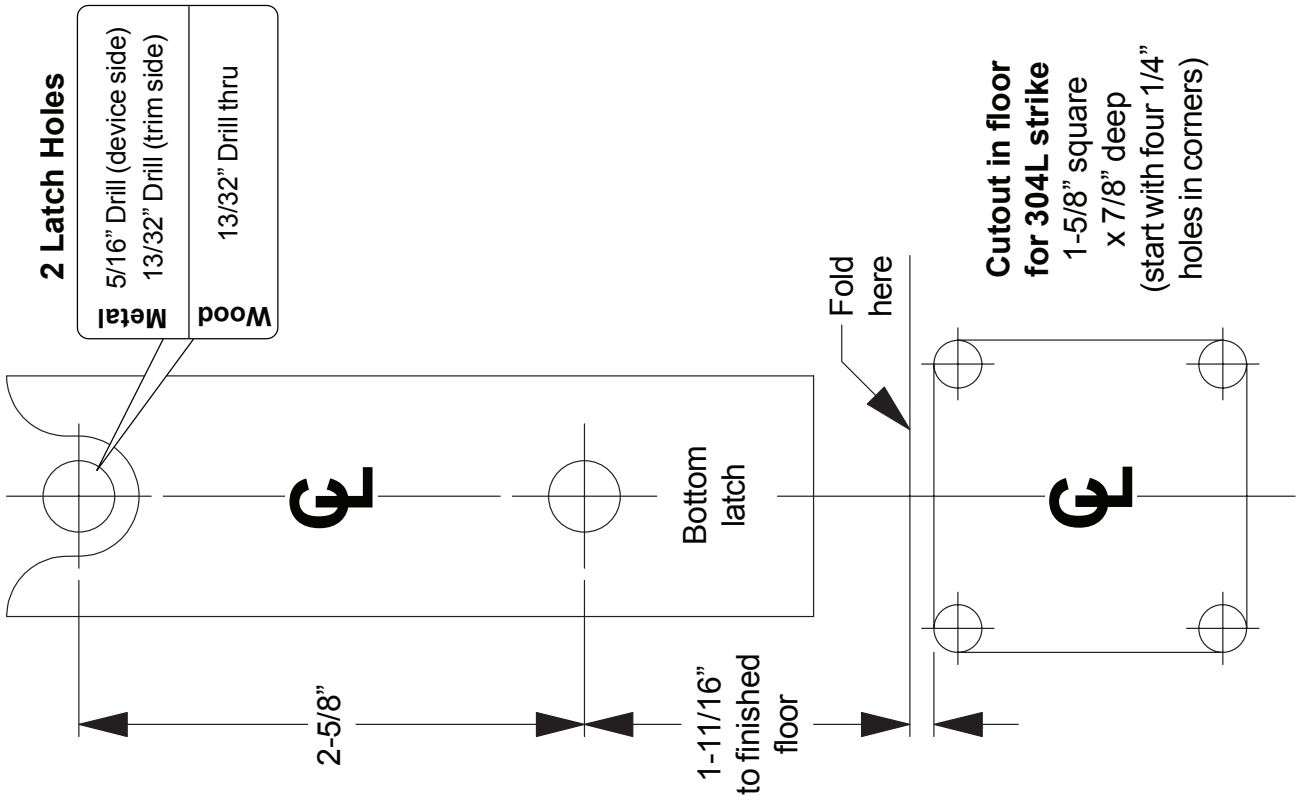 2 Latch Holes
Metal
5/16” Drill (device side)
13/32” Drill (trim side)
Wood
13/32” Drill thru
CL
2-5/8”
Bottom
latch
1-11/16”
to finished
floor
Fold
here
CL
Cutout in floor
for 304L strike
1-5/8” square
x 7/8” deep
(start with four 1/4”
holes in corners)